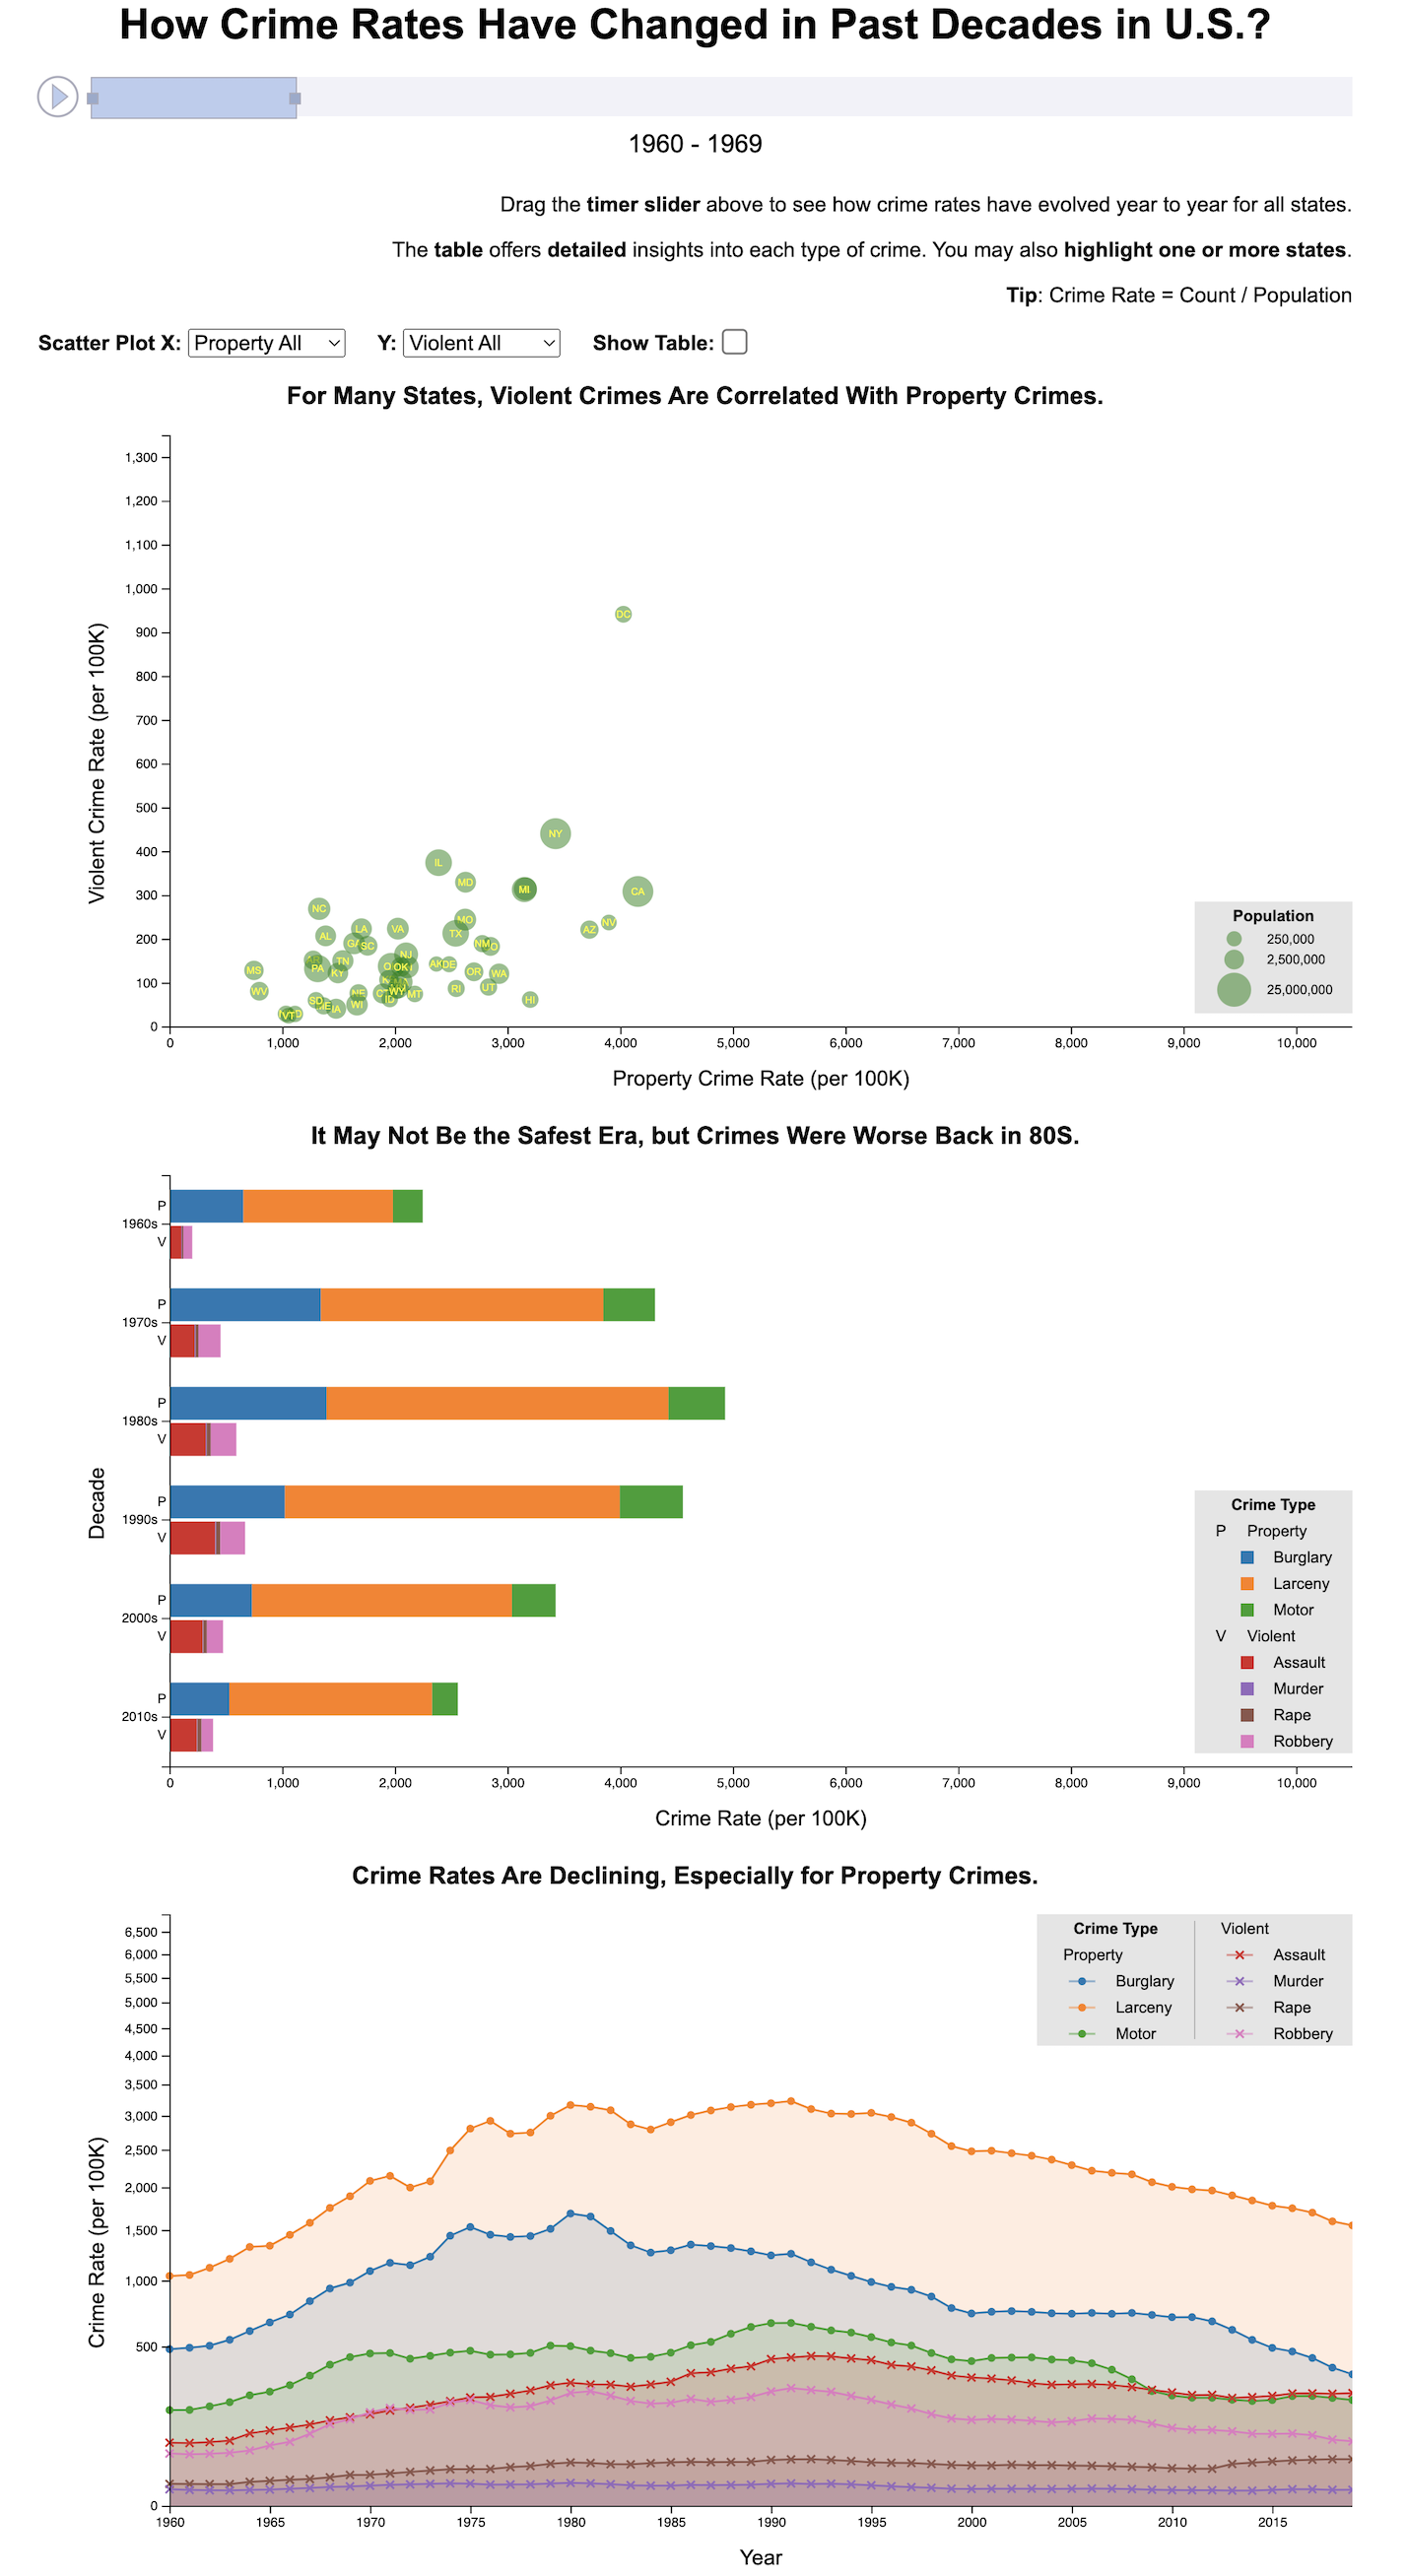 How Crime Rates Have Changed in Past Decades in U.S.?
1960 - 1969
Drag the timer slider above to see how crime rates have evolved year to year for all states.
The table offers detailed insights into each type of crime. You may also highlight one or more states.
Tip: Crime Rate = Count / Population
Scatter Plot X: Property All Y: Violent All Show Table:
For Many States, Violent Crimes Are Correlated With Property Crimes.
1,300
1,200
1,100
1,000
900
800
700
600
500
400
300
200
100
0
Violent Crime Rate (per 100K)
DC
NY
IL
MD
MI
CA
NC
MO
AL
LA
VA
TX
AZ
NV
GA
SC
NM
MS
PA
KY
TN
NJ
OK
AK
DE
OR
WA
WV
RI
UT
HI
SD
ME
IA
NE
WI
ID
WY
MT
VT
Population
250,000
2,500,000
25,000,000
0 1,000 2,000 3,000 4,000 5,000 6,000 7,000 8,000 9,000 10,000
Property Crime Rate (per 100K)
It May Not Be the Safest Era, but Crimes Were Worse Back in 80S.
Decade
P
1960s
V
P
1970s
V
P
1980s
V
P
1990s
V
P
2000s
V
P
2010s
V
Crime Type
P Property
Burglary
Larceny
Motor
V Violent
Assault
Murder
Rape
Robbery
0 1,000 2,000 3,000 4,000 5,000 6,000 7,000 8,000 9,000 10,000
Crime Rate (per 100K)
Crime Rates Are Declining, Especially for Property Crimes.
6,500
6,000
5,500
5,000
4,500
4,000
3,500
3,000
2,500
2,000
1,500
1,000
500
0
Crime Rate (per 100K)
Crime Type
Property
Burglary
Larceny
Motor
Violent
Assault
Murder
Rape
Robbery
1960 1965 1970 1975 1980 1985 1990 1995 2000 2005 2010 2015
Year